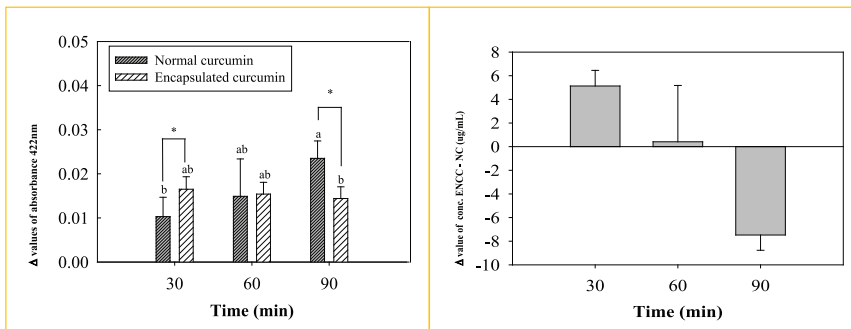 Δ values of absorbance 422nm
0.05
0.04
0.03
0.02
0.01
0.00
Normal curcumin
Encapsulated curcumin
*
*
b
ab
ab
ab
a
b
30
60
90
Time (min)
Δ value of conc. ENCC - NC (ug/mL)
8
6
4
2
0
-2
-4
-6
-8
-10
30
60
90
Time (min)